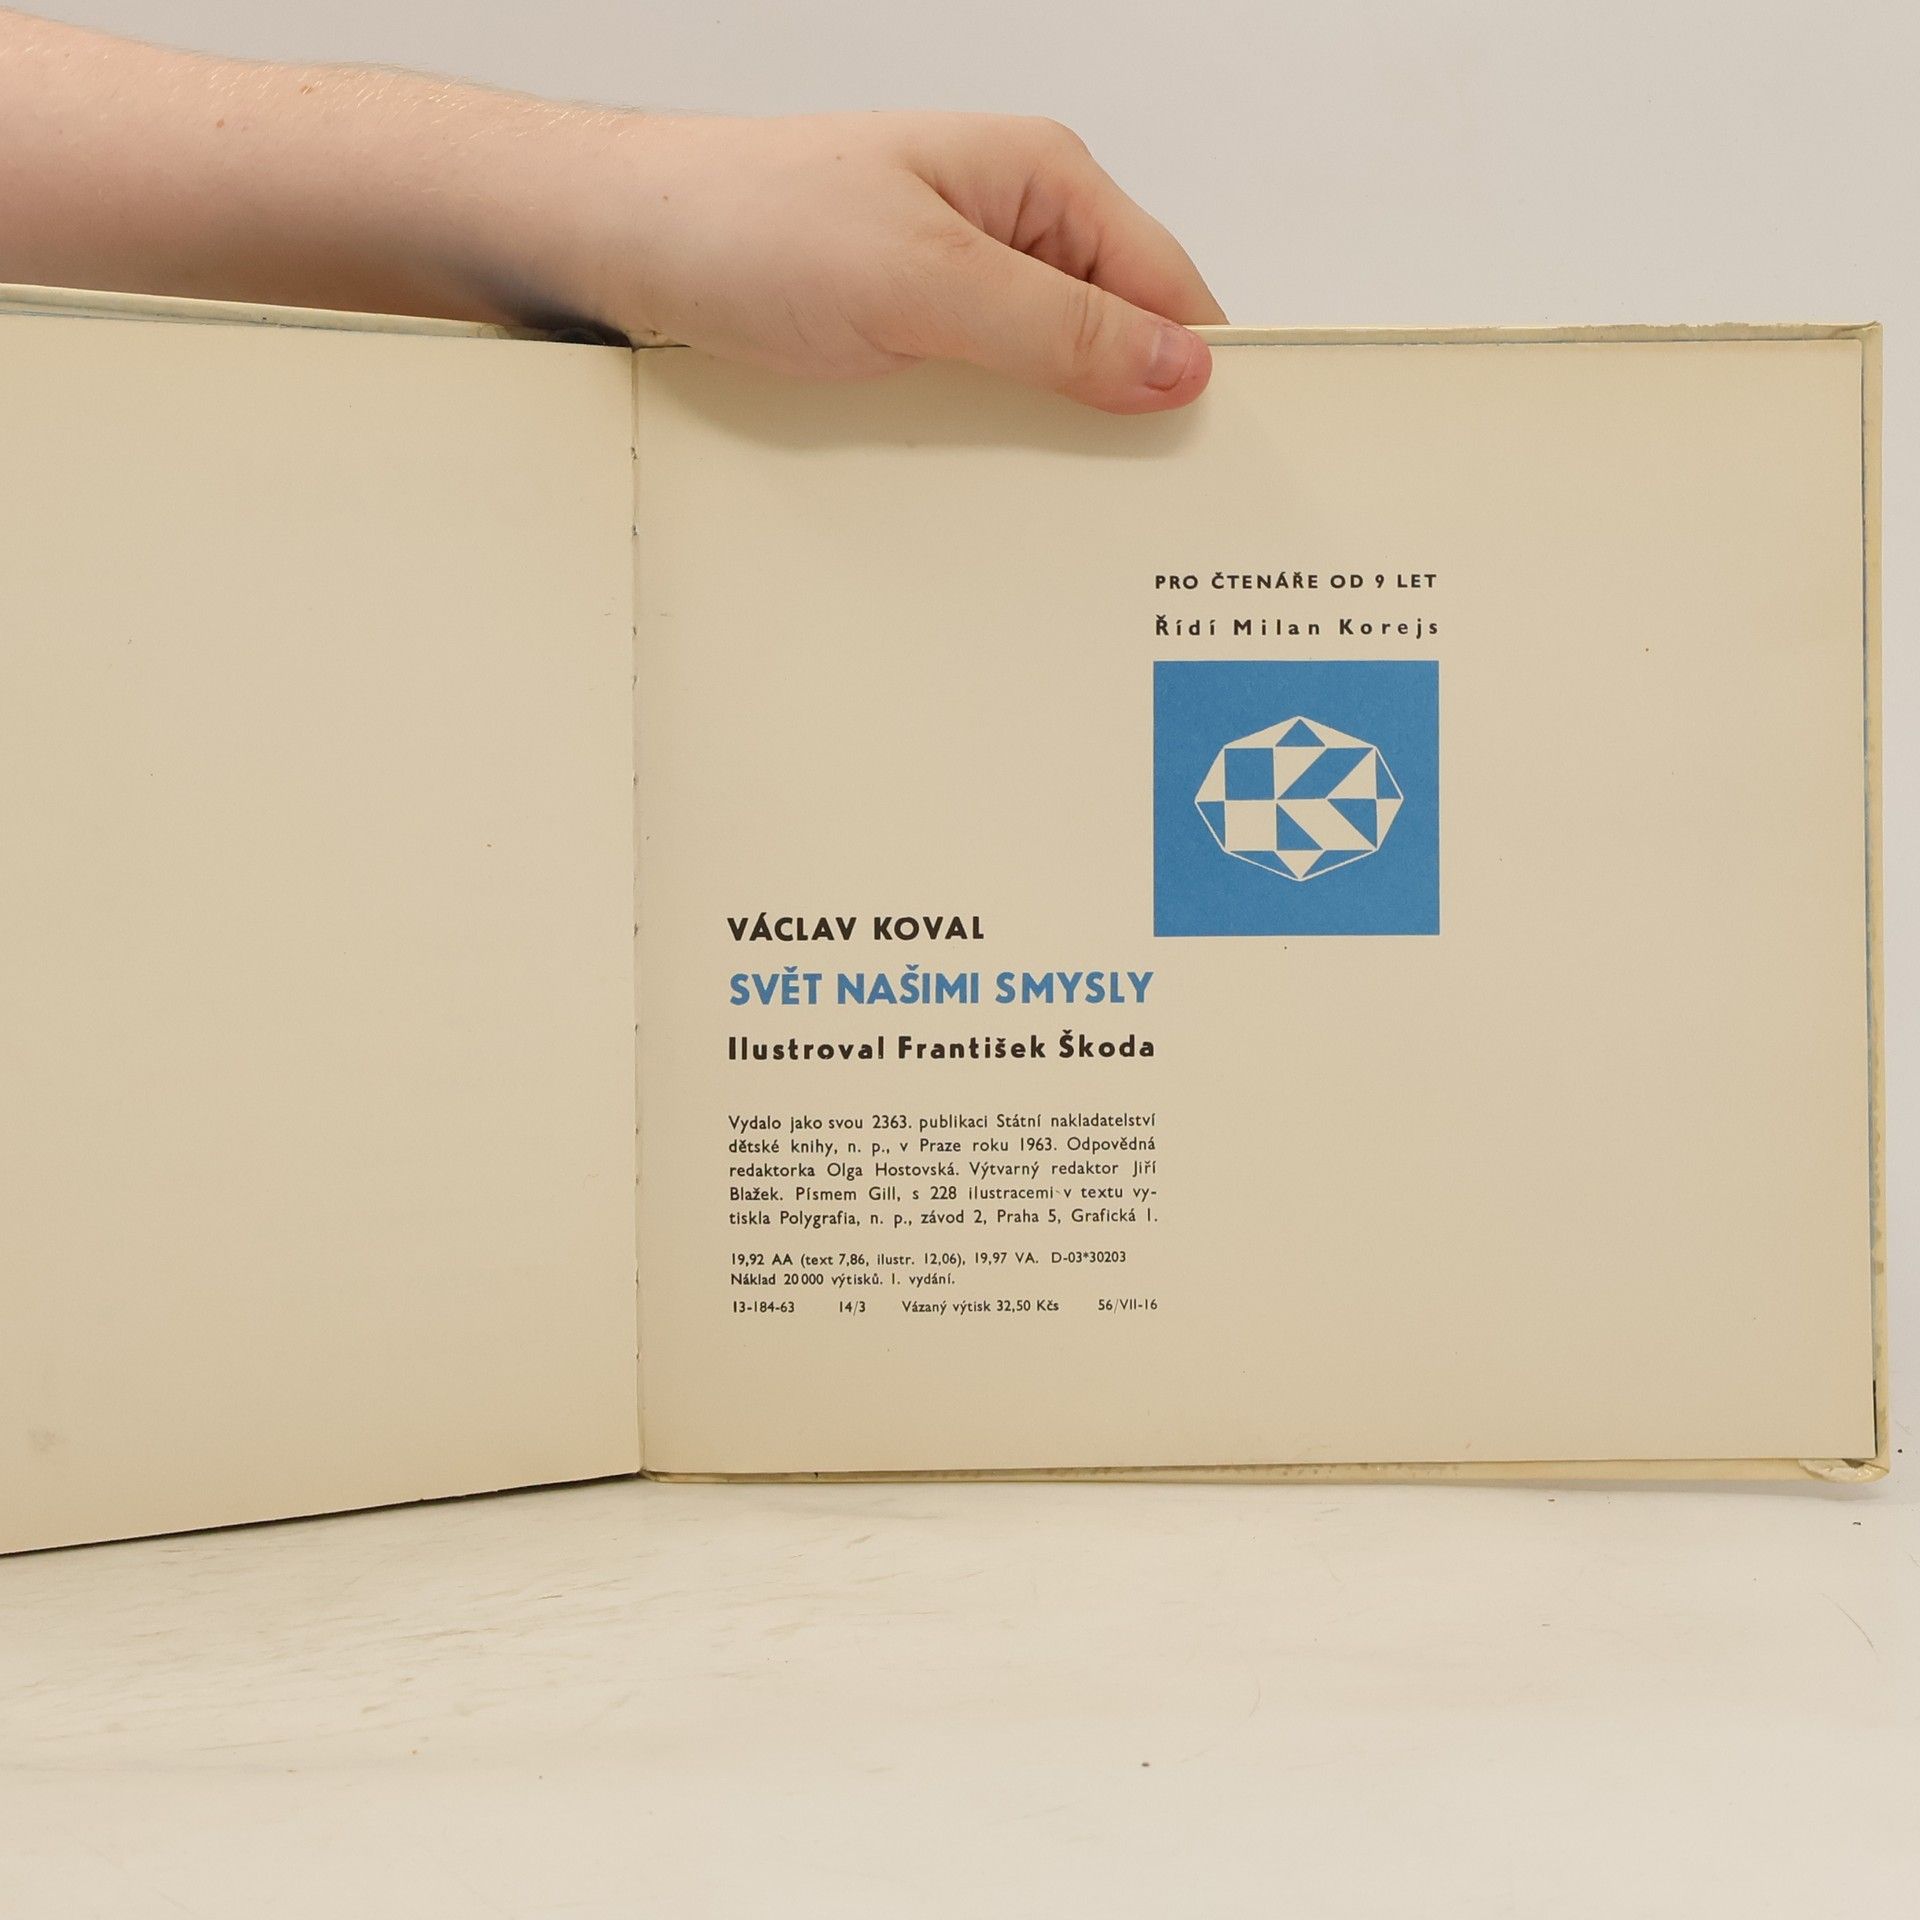 PRO ČTENÁŘE OD 9 LET
Řídí Milan Korejs
VÁCLAV KOVAL
SVĚT NAŠIMI SMYSLY
Ilustroval František Škoda
Vydalo jako svou 2363. publikaci Státní nakladatelství
dětské knihy, n. p., v Praze roku 1963. Odpovědná
redaktorka Olga Hostovská. Výtvarný redaktor Jiří
Blažek. Písmem Gill, s 228 ilustracemi v textu vy-
tiskla Polygrafia, n. p., závod 2, Praha 5, Grafická 1.
19,92 AA (text 7,86, ilustr. 12,06), 19,97 VA. D-03*30203
Náklad 20 000 výtisků. 1. vydání.
13-184-63 14/3 Vázaný výtisk 32,50 Kčs 56/VII-16